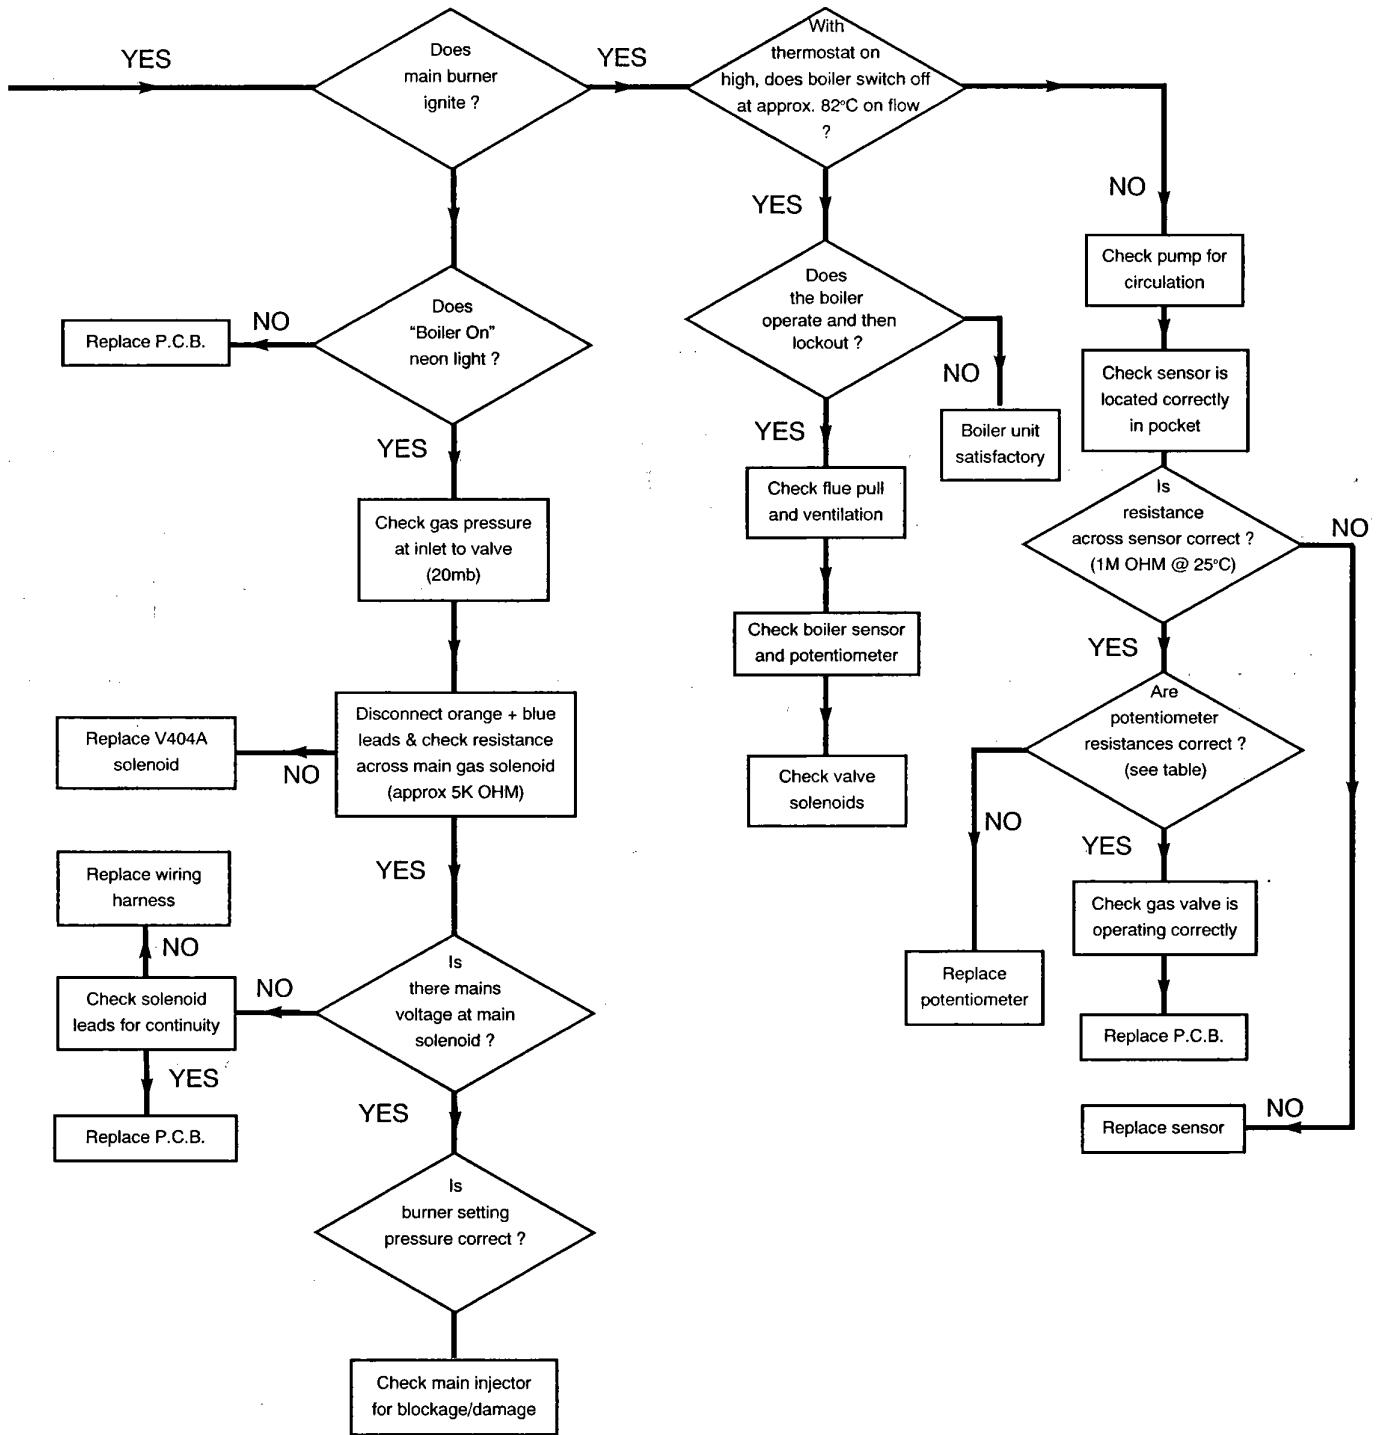 YES
Does
main burner
ignite ?
YES
With
thermostat on
high, does boiler switch off
at approx. 82°C on flow
?
NO
Check pump for
circulation
Check sensor is
located correctly
in pocket
Is
resistance
across sensor correct ?
(1M OHM @ 25°C)
NO
YES
Are
potentiometer
resistances correct ?
(see table)
NO
Replace
potentiometer
YES
Check gas valve is
operating correctly
Replace P.C.B.
NO
Replace sensor
YES
Does
the boiler
operate and then
lockout ?
NO
Boiler unit
satisfactory
YES
Check flue pull
and ventilation
Check boiler sensor
and potentiometer
Check valve
solenoids
Does
"Boiler On"
neon light ?
NO
Replace P.C.B.
YES
Check gas pressure
at inlet to valve
(20mb)
Disconnect orange + blue
leads & check resistance
across main gas solenoid
(approx 5K OHM)
NO
Replace V404A
solenoid
YES
Is
there mains
voltage at main
solenoid ?
NO
Check solenoid
leads for continuity
NO
Replace wiring
harness
YES
Replace P.C.B.
YES
Is
burner setting
pressure correct ?
Check main injector
for blockage/damage